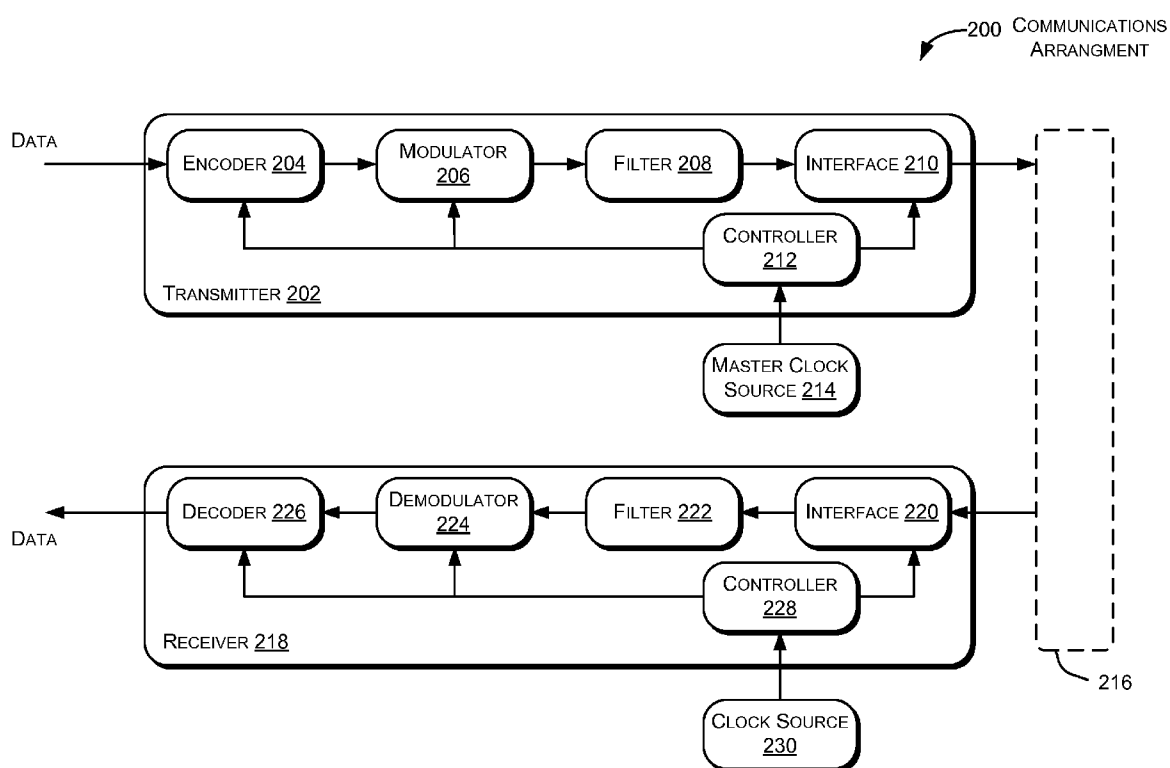 200 COMMUNICATIONS
ARRANGMENT
DATA
ENCODER 204
MODULATOR
206
FILTER 208
INTERFACE 210
CONTROLLER
212
TRANSMITTER 202
MASTER CLOCK
SOURCE 214
DECODER 226
DEMODULATOR
224
FILTER 222
INTERFACE 220
DATA
CONTROLLER
228
RECEIVER 218
216
CLOCK SOURCE
230